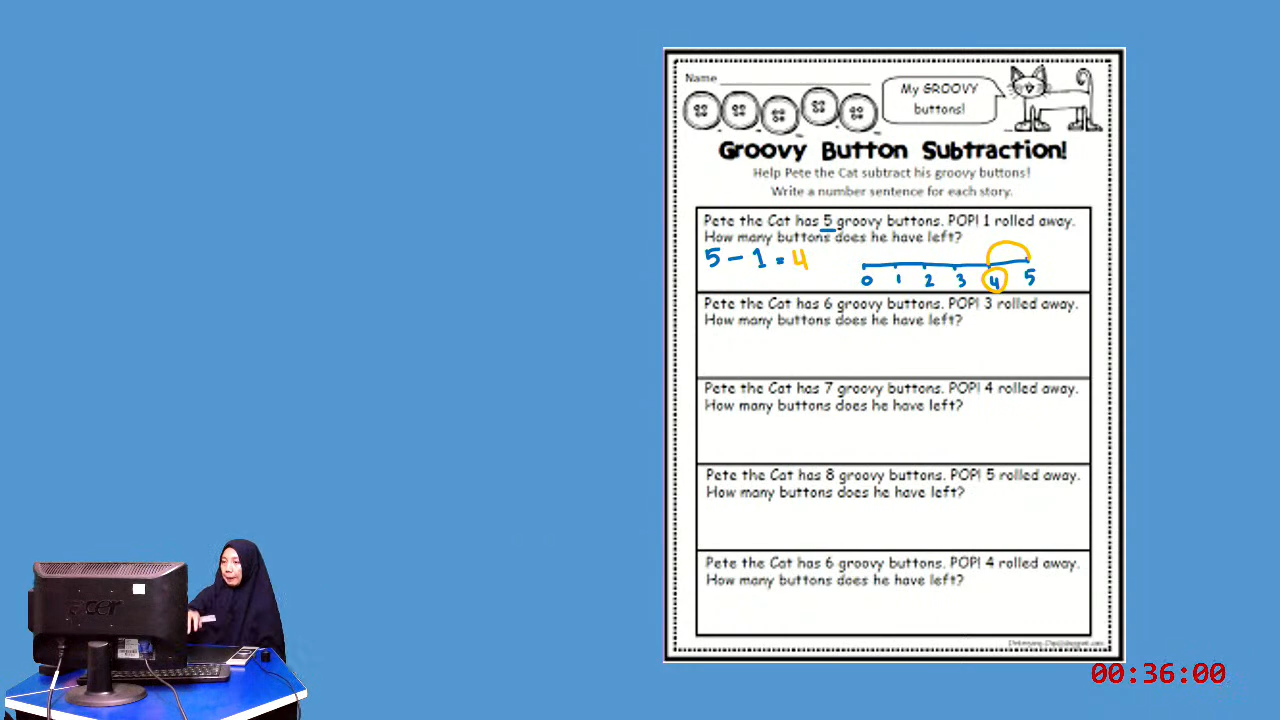 Name
My GROOVY
buttons!
Groovy Button Subtraction!
Help Pete the Cat subtract his groovy buttons!
Write a number sentence for each story.
Pete the Cat has 5 groovy buttons. POP! 1 rolled away.
How many buttons does he have left?
5 - 1 = 4
0 1 2 3 4 5
Pete the Cat has 6 groovy buttons. POP! 3 rolled away.
How many buttons does he have left?
Pete the Cat has 7 groovy buttons. POP! 4 rolled away.
How many buttons does he have left?
Pete the Cat has 8 groovy buttons. POP! 5 rolled away.
How many buttons does he have left?
Pete the Cat has 6 groovy buttons. POP! 4 rolled away.
How many buttons does he have left?
acer
00:36:00